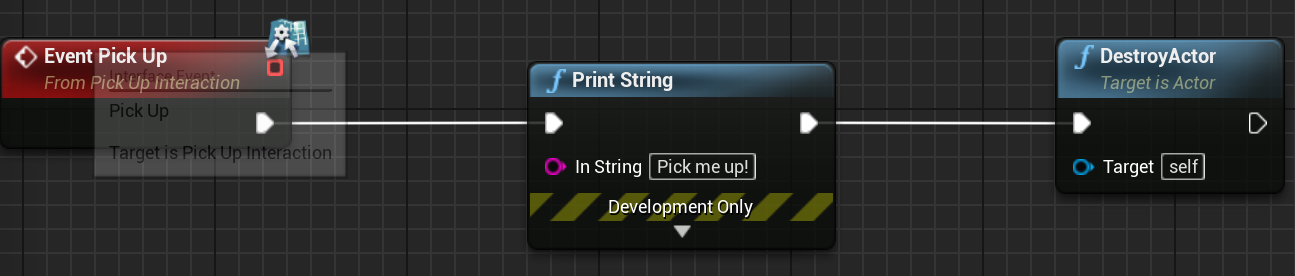 Event Pick Up
From Pick Up Interaction
Interface Event
Pick Up
Target is Pick Up Interaction
f Print String
In String Pick me up!
Development Only
f DestroyActor
Target is Actor
Target self